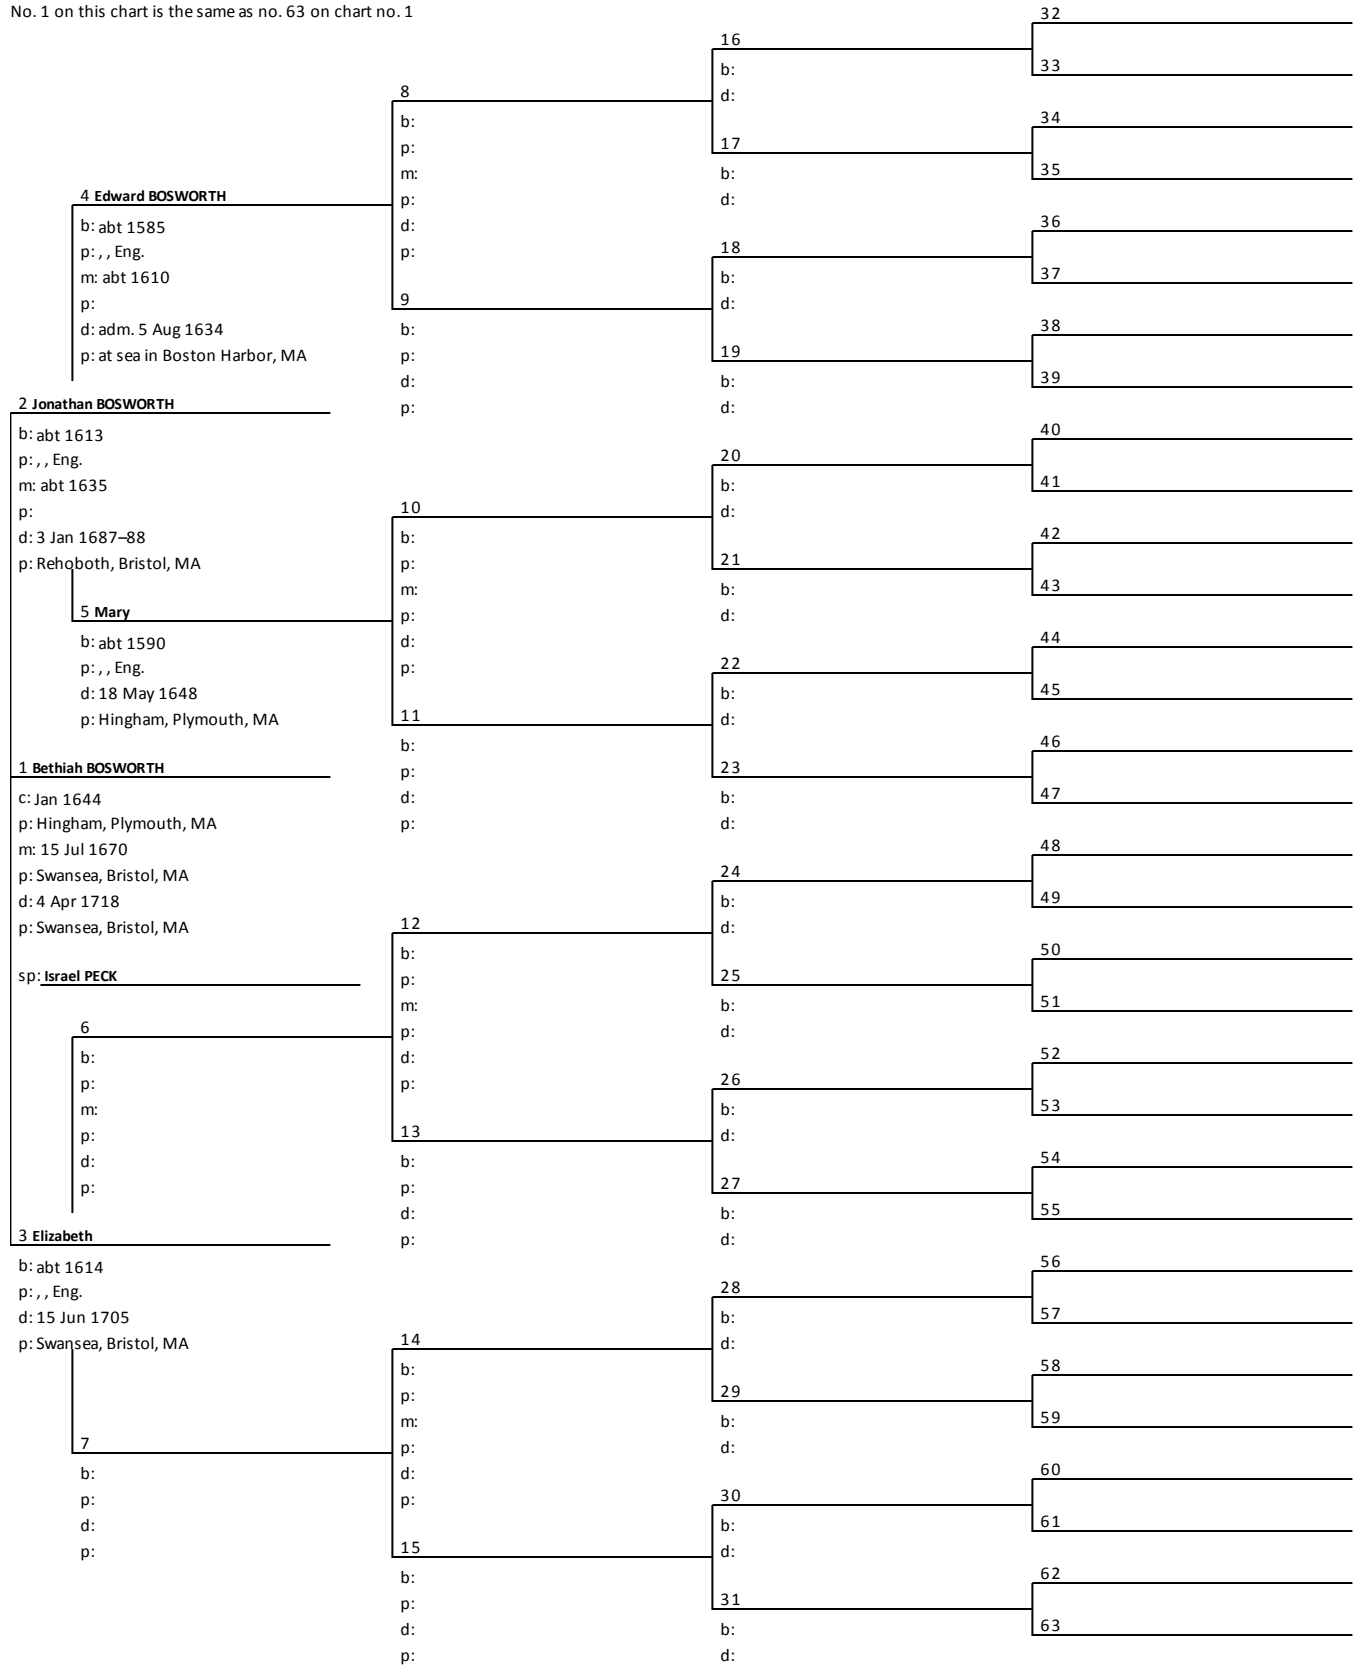 No. 1 on this chart is the same as no. 63 on chart no. 1
4 Edward BOSWORTH
b: abt 1585
p: , , Eng.
m: abt 1610
p:
d: adm. 5 Aug 1634
p: at sea in Boston Harbor, MA
2 Jonathan BOSWORTH
b: abt 1613
p: , , Eng.
m: abt 1635
p:
d: 3 Jan 1687–88
p: Rehoboth, Bristol, MA
5 Mary
b: abt 1590
p: , , Eng.
d: 18 May 1648
p: Hingham, Plymouth, MA
1 Bethiah BOSWORTH
c: Jan 1644
p: Hingham, Plymouth, MA
m: 15 Jul 1670
p: Swansea, Bristol, MA
d: 4 Apr 1718
p: Swansea, Bristol, MA
sp: Israel PECK
6
b:
p:
m:
p:
d:
p:
3 Elizabeth
b: abt 1614
p: , , Eng.
d: 15 Jun 1705
p: Swansea, Bristol, MA
7
b:
p:
d:
p:
8
b:
p:
m:
p:
d:
p:
9
b:
p:
d:
p:
10
b:
p:
m:
p:
d:
p:
11
b:
p:
d:
p:
12
b:
p:
m:
p:
d:
p:
13
b:
p:
d:
p:
14
b:
p:
m:
p:
d:
p:
15
b:
p:
d:
p:
16
b:
d:
17
b:
d:
18
b:
d:
19
b:
d:
20
b:
d:
21
b:
d:
22
b:
d:
23
b:
d:
24
b:
d:
25
b:
d:
26
b:
d:
27
b:
d:
28
b:
d:
29
b:
d:
30
b:
d:
31
b:
d:
32
33
34
35
36
37
38
39
40
41
42
43
44
45
46
47
48
49
50
51
52
53
54
55
56
57
58
59
60
61
62
63